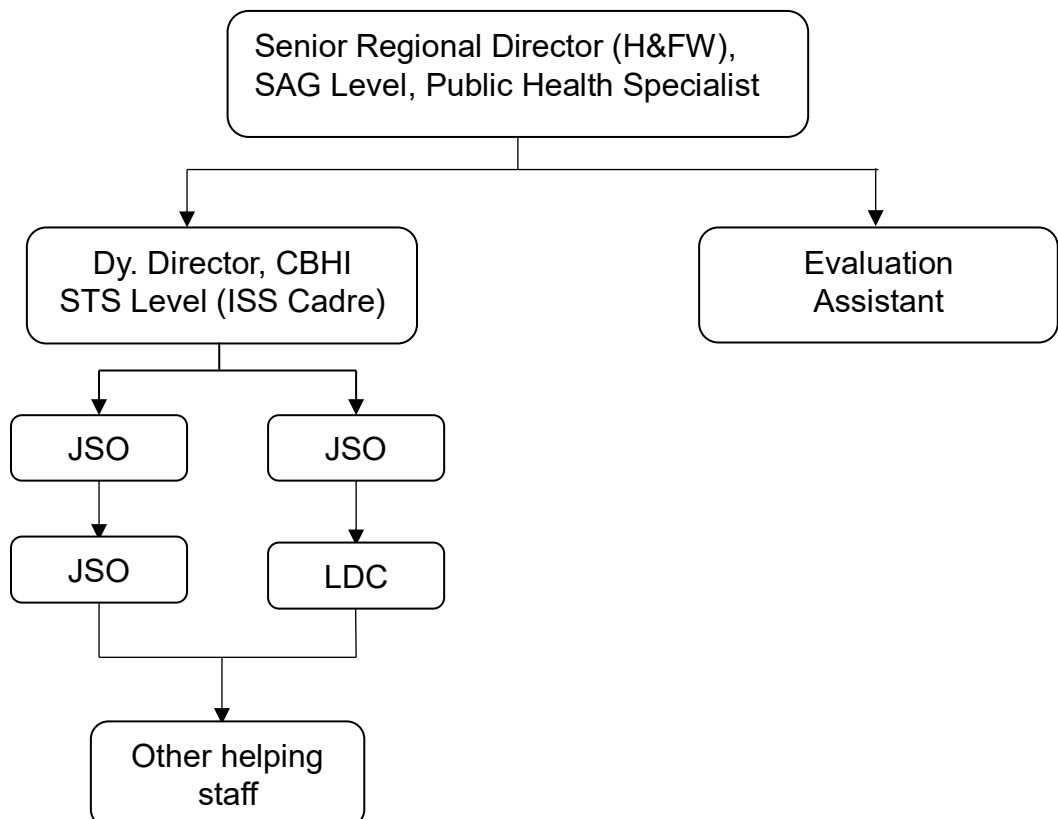 Senior Regional Director (H&FW),
SAG Level, Public Health Specialist
Dy. Director, CBHI
STS Level (ISS Cadre)
Evaluation
Assistant
JSO
JSO
JSO
LDC
Other helping
staff